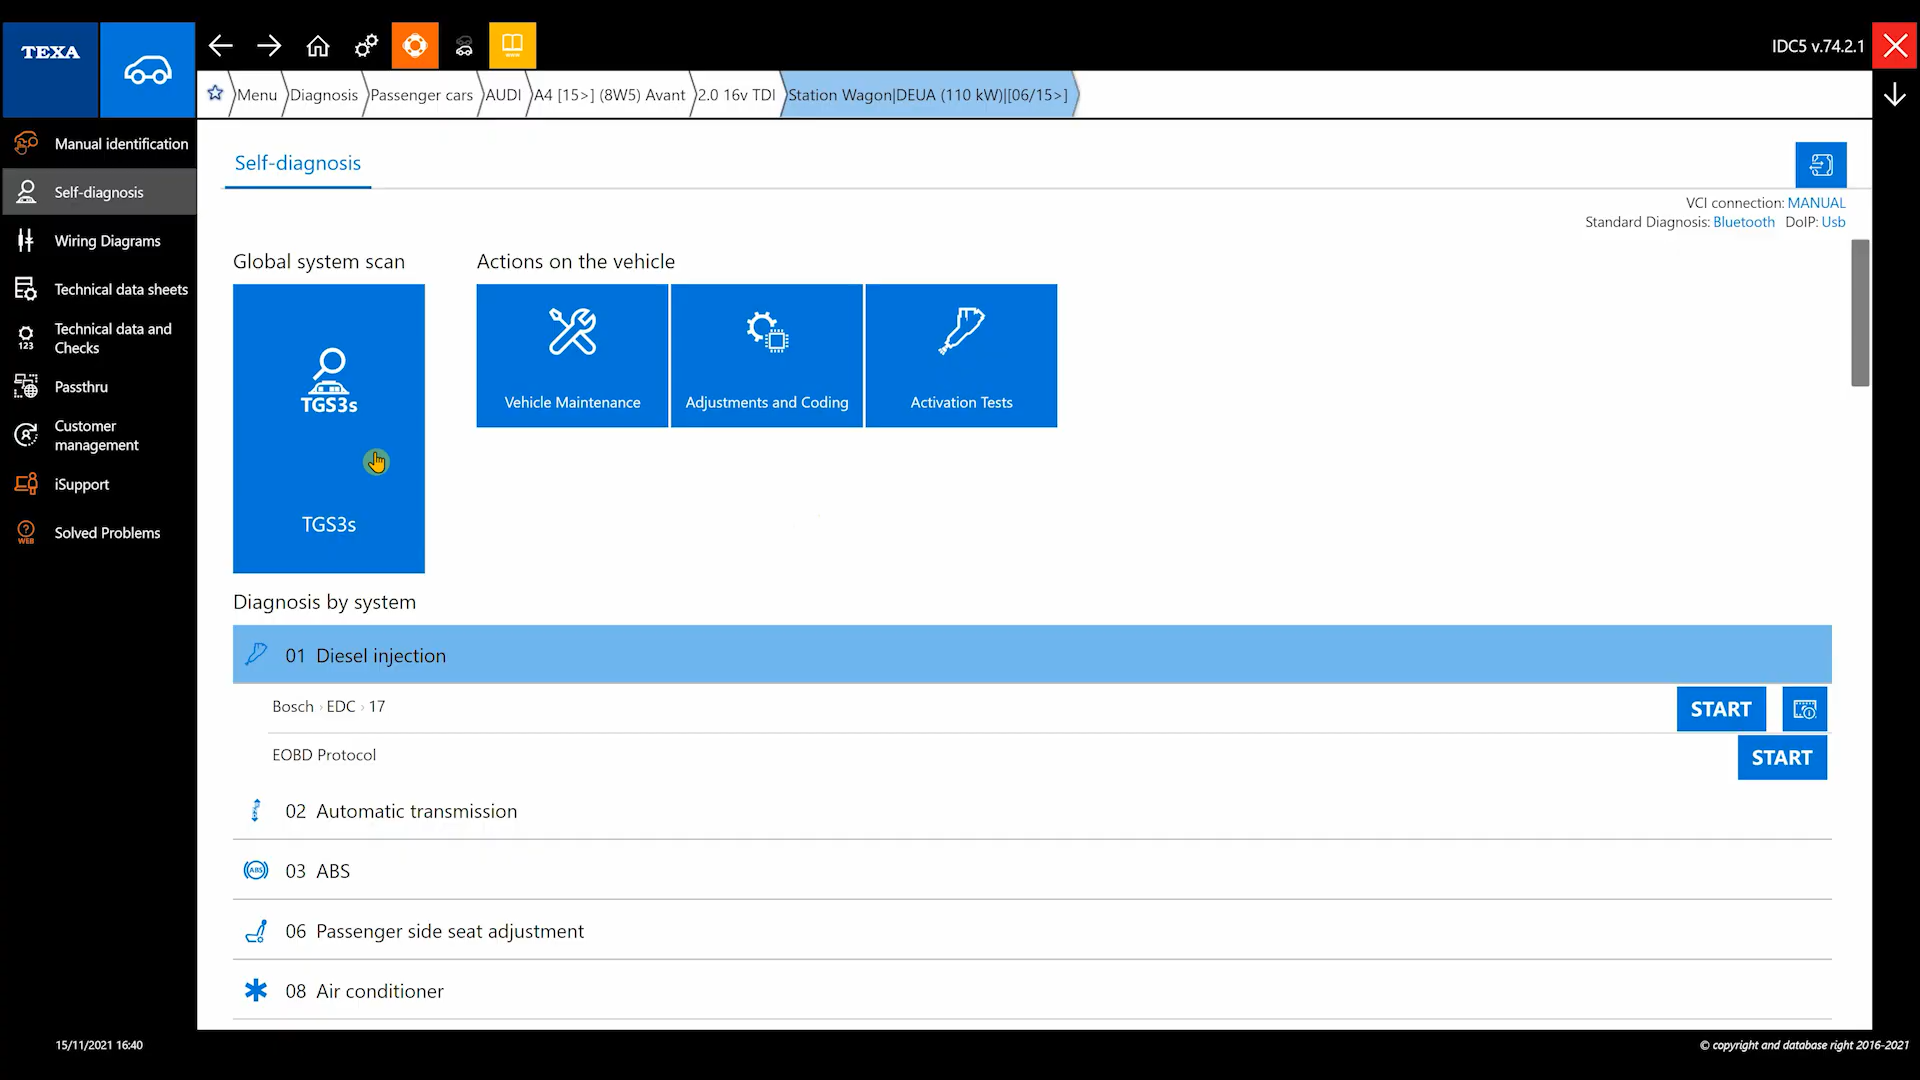 TEXA
IDC5 v.74.2.1
Menu
Diagnosis
Passenger cars
AUDI
A4 [15>] (8W5) Avant
2.0 16v TDI
Station Wagon|DEUA (110 kW)|[06/15>]
Manual identification
Self-diagnosis
Wiring Diagrams
Technical data sheets
123
Technical data and
Checks
Passthru
Customer
management
iSupport
WEB
Solved Problems
Self-diagnosis
VCI connection: MANUAL
Standard Diagnosis: Bluetooth DoIP: Usb
Global system scan
TGS3s
TGS3s
Actions on the vehicle
Vehicle Maintenance
Adjustments and Coding
Activation Tests
Diagnosis by system
01 Diesel injection
Bosch › EDC › 17
START
EOBD Protocol
START
02 Automatic transmission
ABS
03 ABS
06 Passenger side seat adjustment
08 Air conditioner
15/11/2021 16:40
© copyright and database right 2016-2021